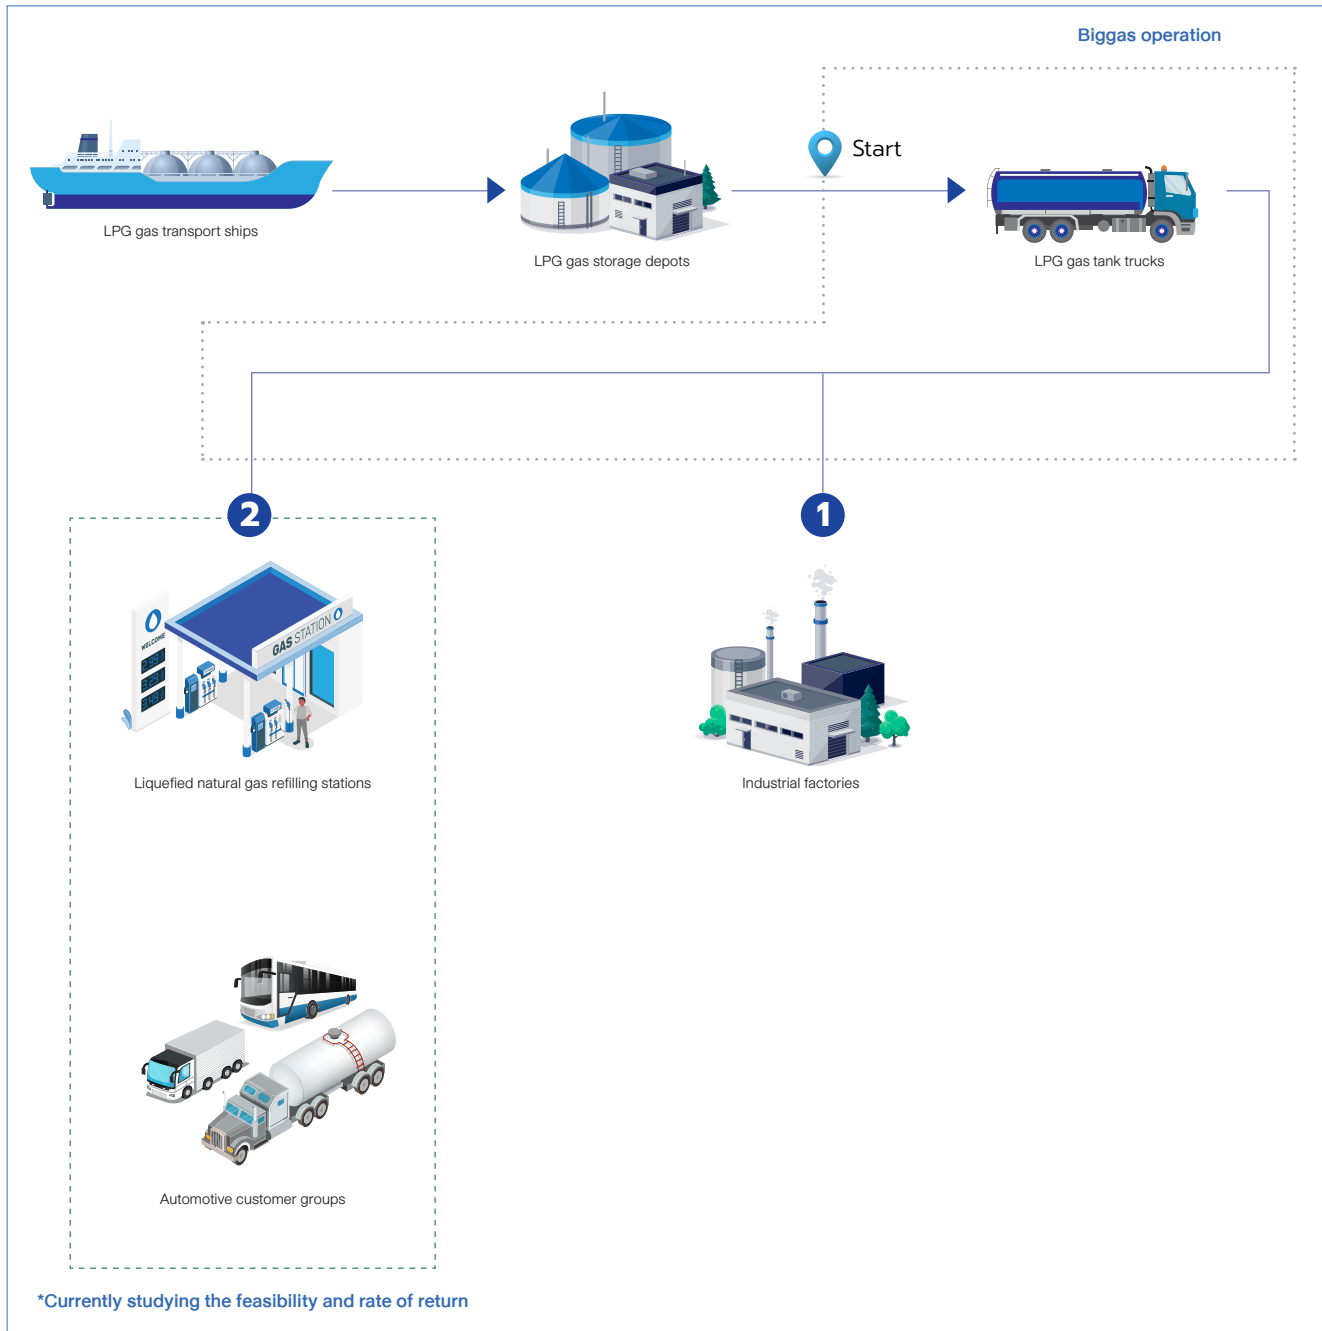 Biggas operation
Start
LPG gas transport ships
LPG gas storage depots
LPG gas tank trucks
2
1
WELCOME
GAS STATION
Liquefied natural gas refilling stations
Industrial factories
Automotive customer groups
*Currently studying the feasibility and rate of return